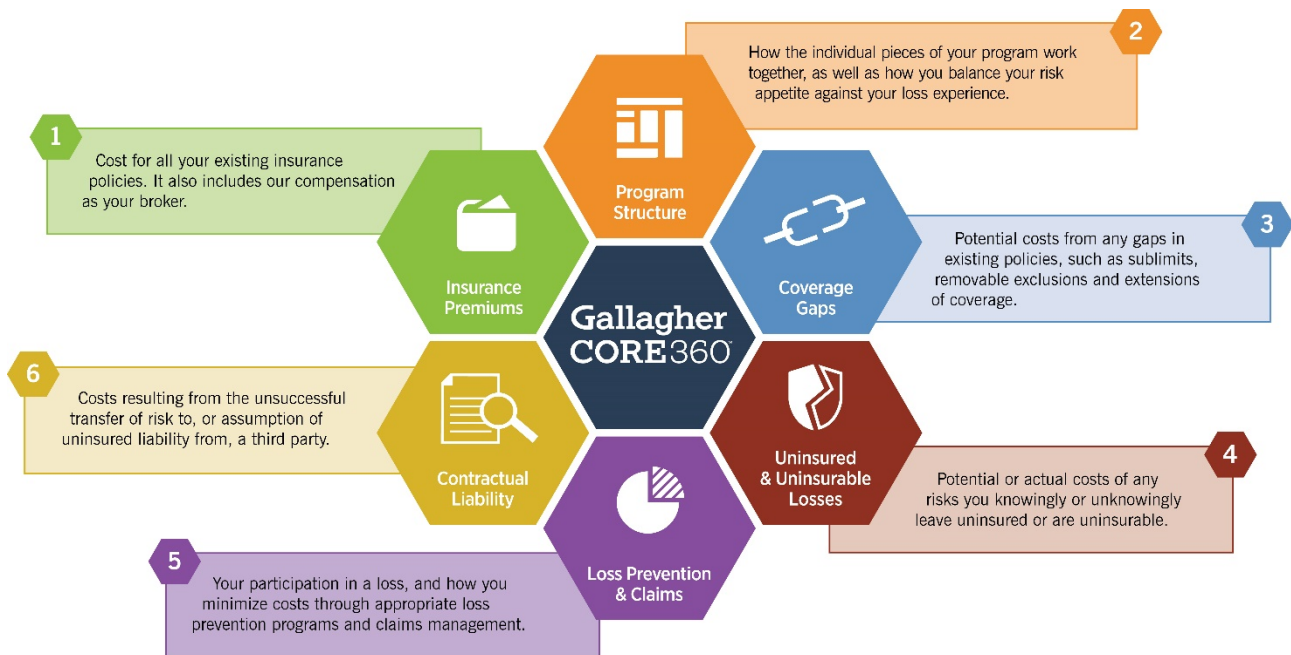 1
Cost for all your existing insurance
policies. It also includes our compensation
as your broker.
Insurance
Premiums
2
How the individual pieces of your program work
together, as well as how you balance your risk
appetite against your loss experience.
Program
Structure
3
Potential costs from any gaps in
existing policies, such as sublimits,
removable exclusions and extensions
of coverage.
Coverage
Gaps
Gallagher
CORE360
4
Potential or actual costs of any
risks you knowingly or unknowingly
leave uninsured or are uninsurable.
Uninsured
& Uninsurable
Losses
5
Your participation in a loss, and how you
minimize costs through appropriate loss
prevention programs and claims management.
Loss Prevention
& Claims
6
Costs resulting from the unsuccessful
transfer of risk to, or assumption of
uninsured liability from, a third party.
Contractual
Liability